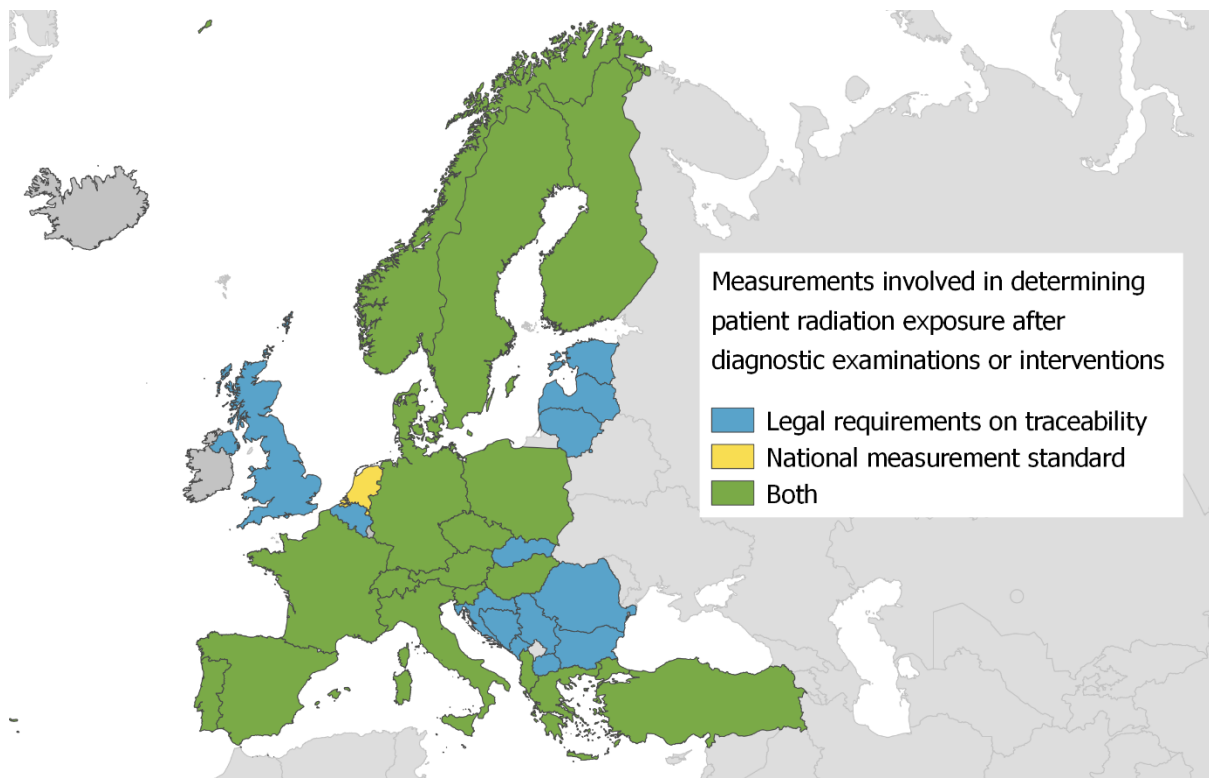 Measurements involved in determining
patient radiation exposure after
diagnostic examinations or interventions
Legal requirements on traceability
National measurement standard
Both